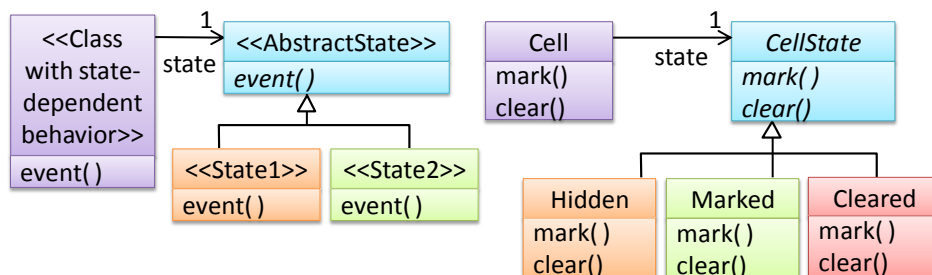 <<Class
with state-
dependent
behavior>>
event( )
1
state
<<AbstractState>>
event( )
<<State1>>
event( )
<<State2>>
event( )
Cell
mark()
clear()
1
state
CellState
mark( )
clear()
Hidden
mark( )
clear()
Marked
mark( )
clear()
Cleared
mark( )
clear()